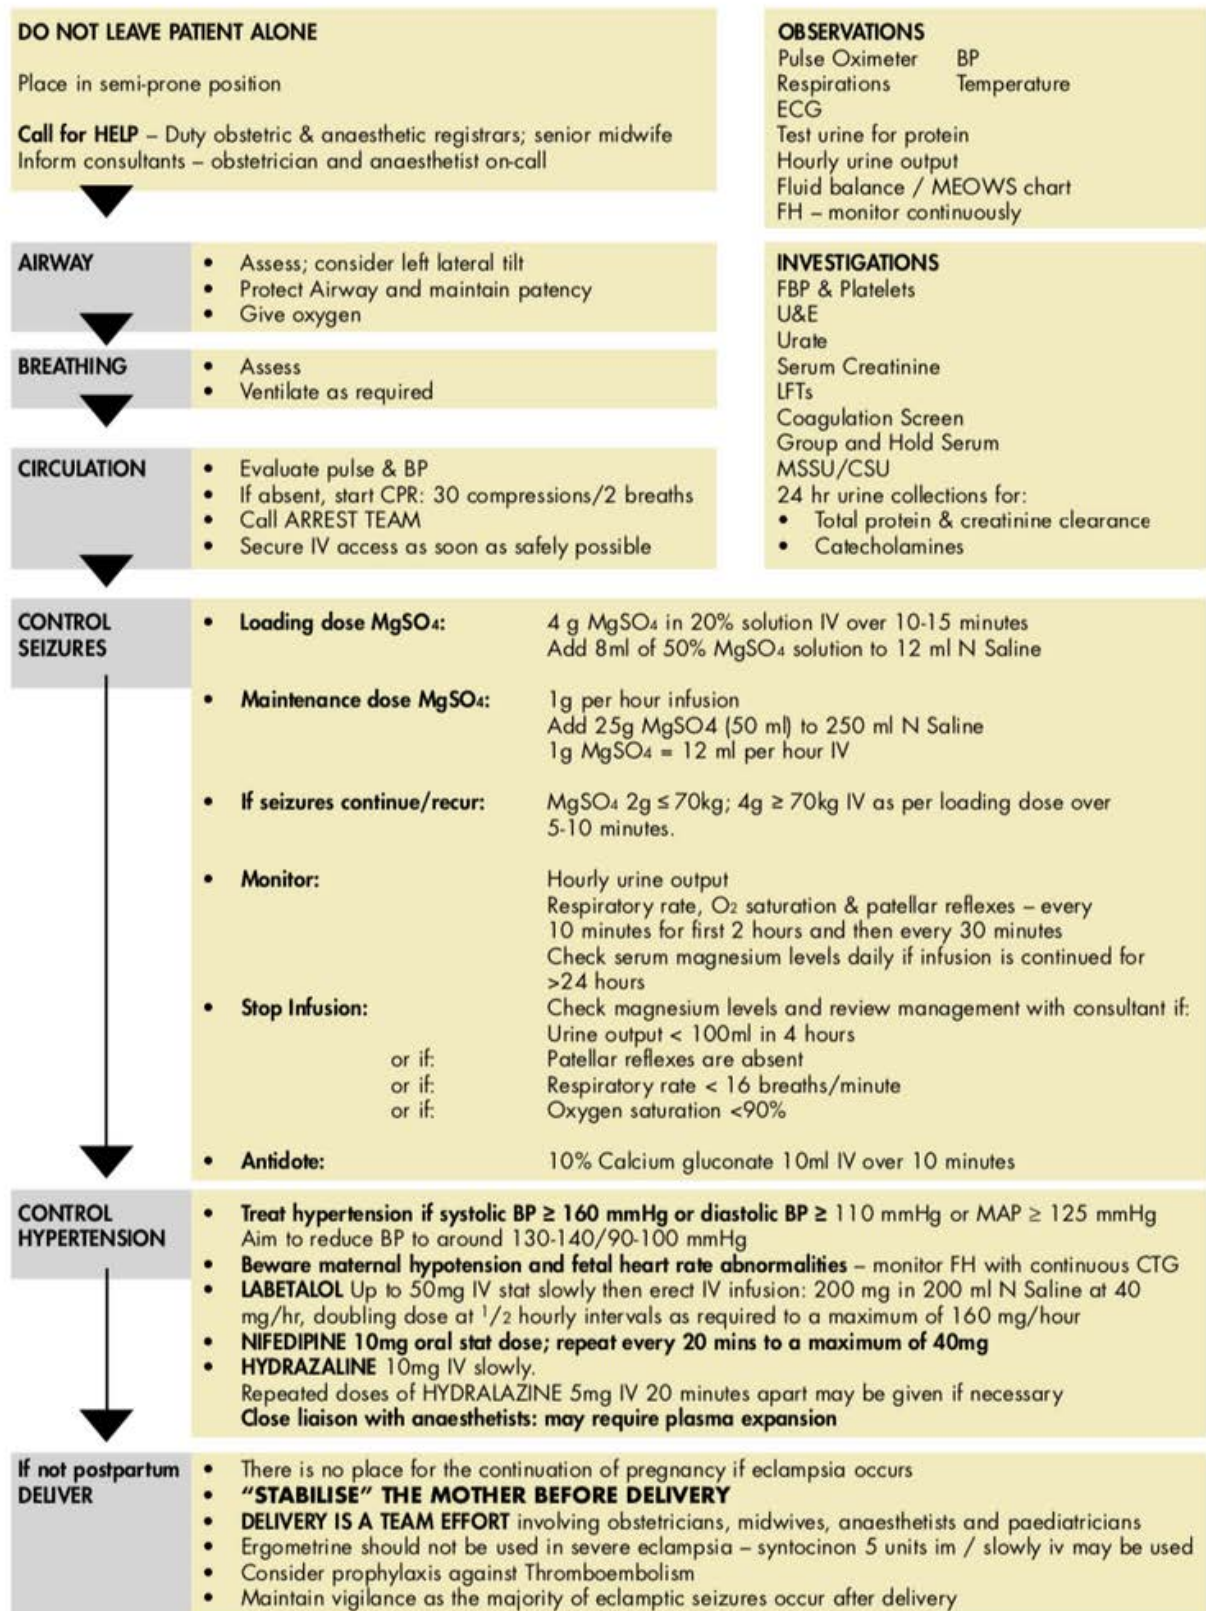 DO NOT LEAVE PATIENT ALONE
Place in semi-prone position
Call for HELP – Duty obstetric & anaesthetic registrars; senior midwife
Inform consultants – obstetrician and anaesthetist on-call
OBSERVATIONS
Pulse Oximeter BP
Respirations Temperature
ECG
Test urine for protein
Hourly urine output
Fluid balance / MEOWS chart
FH – monitor continuously
AIRWAY
• Assess; consider left lateral tilt
• Protect Airway and maintain patency
• Give oxygen
BREATHING
• Assess
• Ventilate as required
CIRCULATION
• Evaluate pulse & BP
• If absent, start CPR: 30 compressions/2 breaths
• Call ARREST TEAM
• Secure IV access as soon as safely possible
INVESTIGATIONS
FBP & Platelets
U&E
Urate
Serum Creatinine
LFTs
Coagulation Screen
Group and Hold Serum
MSSU/CSU
24 hr urine collections for:
• Total protein & creatinine clearance
• Catecholamines
CONTROL
SEIZURES
• Loading dose MgSO4: 4 g MgSO4 in 20% solution IV over 10-15 minutes
Add 8ml of 50% MgSO4 solution to 12 ml N Saline
• Maintenance dose MgSO4: 1g per hour infusion
Add 25g MgSO4 (50 ml) to 250 ml N Saline
1g MgSO4 = 12 ml per hour IV
• If seizures continue/recur: MgSO4 2g ≤ 70kg; 4g ≥ 70kg IV as per loading dose over
5-10 minutes.
• Monitor: Hourly urine output
Respiratory rate, O2 saturation & patellar reflexes – every
10 minutes for first 2 hours and then every 30 minutes
Check serum magnesium levels daily if infusion is continued for
>24 hours
• Stop Infusion: Check magnesium levels and review management with consultant if:
Urine output < 100ml in 4 hours
or if: Patellar reflexes are absent
or if: Respiratory rate < 16 breaths/minute
or if: Oxygen saturation <90%
• Antidote: 10% Calcium gluconate 10ml IV over 10 minutes
CONTROL
HYPERTENSION
• Treat hypertension if systolic BP ≥ 160 mmHg or diastolic BP ≥ 110 mmHg or MAP ≥ 125 mmHg
Aim to reduce BP to around 130-140/90-100 mmHg
• Beware maternal hypotension and fetal heart rate abnormalities – monitor FH with continuous CTG
• LABETALOL Up to 50mg IV stat slowly then erect IV infusion: 200 mg in 200 ml N Saline at 40
mg/hr, doubling dose at 1/2 hourly intervals as required to a maximum of 160 mg/hour
• NIFEDIPINE 10mg oral stat dose; repeat every 20 mins to a maximum of 40mg
• HYDRAZALINE 10mg IV slowly.
Repeated doses of HYDRALAZINE 5mg IV 20 minutes apart may be given if necessary
Close liaison with anaesthetists: may require plasma expansion
If not postpartum
DELIVER
• There is no place for the continuation of pregnancy if eclampsia occurs
• “STABILISE” THE MOTHER BEFORE DELIVERY
• DELIVERY IS A TEAM EFFORT involving obstetricians, midwives, anaesthetists and paediatricians
• Ergometrine should not be used in severe eclampsia – syntocinon 5 units im / slowly iv may be used
• Consider prophylaxis against Thromboembolism
• Maintain vigilance as the majority of eclamptic seizures occur after delivery